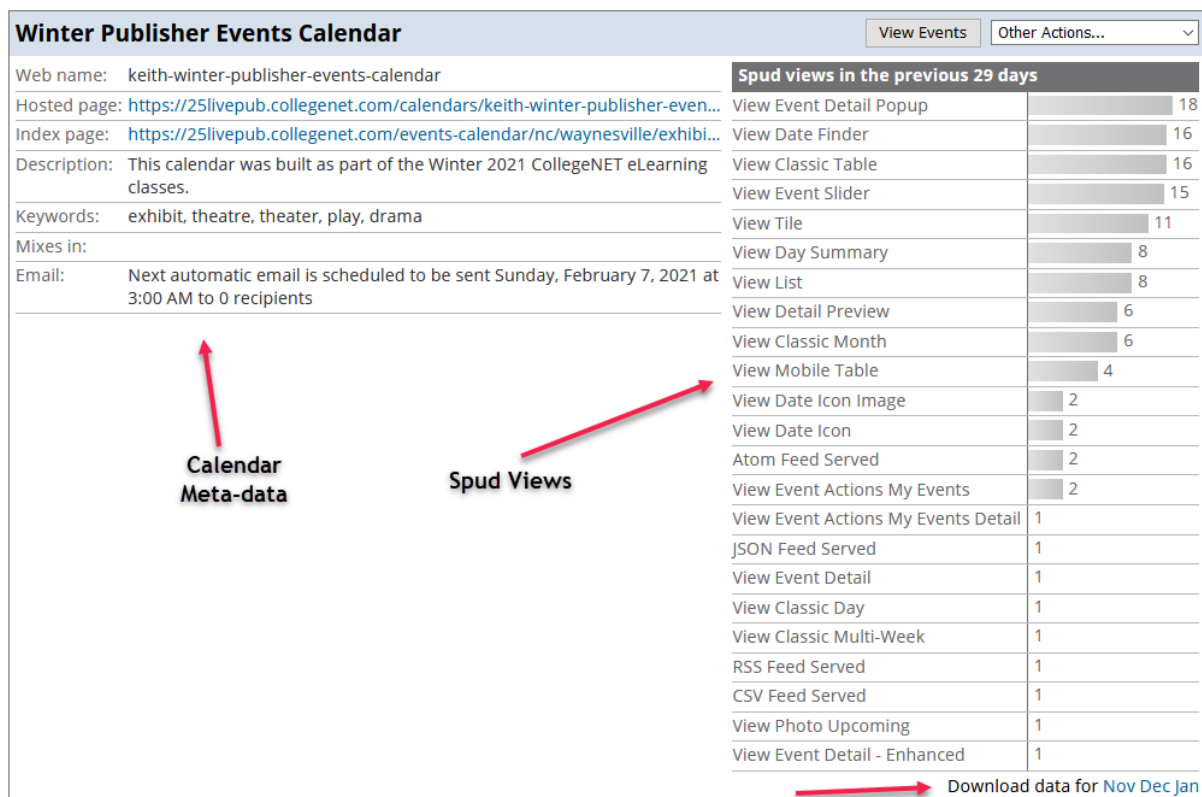 Winter Publisher Events Calendar
View Events
Other Actions...
Web name: keith-winter-publisher-events-calendar
Hosted page: https://25livepub.collegenet.com/calendars/keith-winter-publisher-even...
Index page: https://25livepub.collegenet.com/events-calendar/nc/waynesville/exhibi...
Description: This calendar was built as part of the Winter 2021 CollegeNET eLearning
classes.
Keywords: exhibit, theatre, theater, play, drama
Mixes in:
Email: Next automatic email is scheduled to be sent Sunday, February 7, 2021 at
3:00 AM to 0 recipients
Calendar
Meta-data
Spud Views
Spud views in the previous 29 days
View Event Detail Popup 18
View Date Finder 16
View Classic Table 16
View Event Slider 15
View Tile 11
View Day Summary 8
View List 8
View Detail Preview 6
View Classic Month 6
View Mobile Table 4
View Date Icon Image 2
View Date Icon 2
Atom Feed Served 2
View Event Actions My Events 2
View Event Actions My Events Detail 1
JSON Feed Served 1
View Event Detail 1
View Classic Day 1
View Classic Multi-Week 1
RSS Feed Served 1
CSV Feed Served 1
View Photo Upcoming 1
View Event Detail - Enhanced 1
Download data for Nov Dec Jan